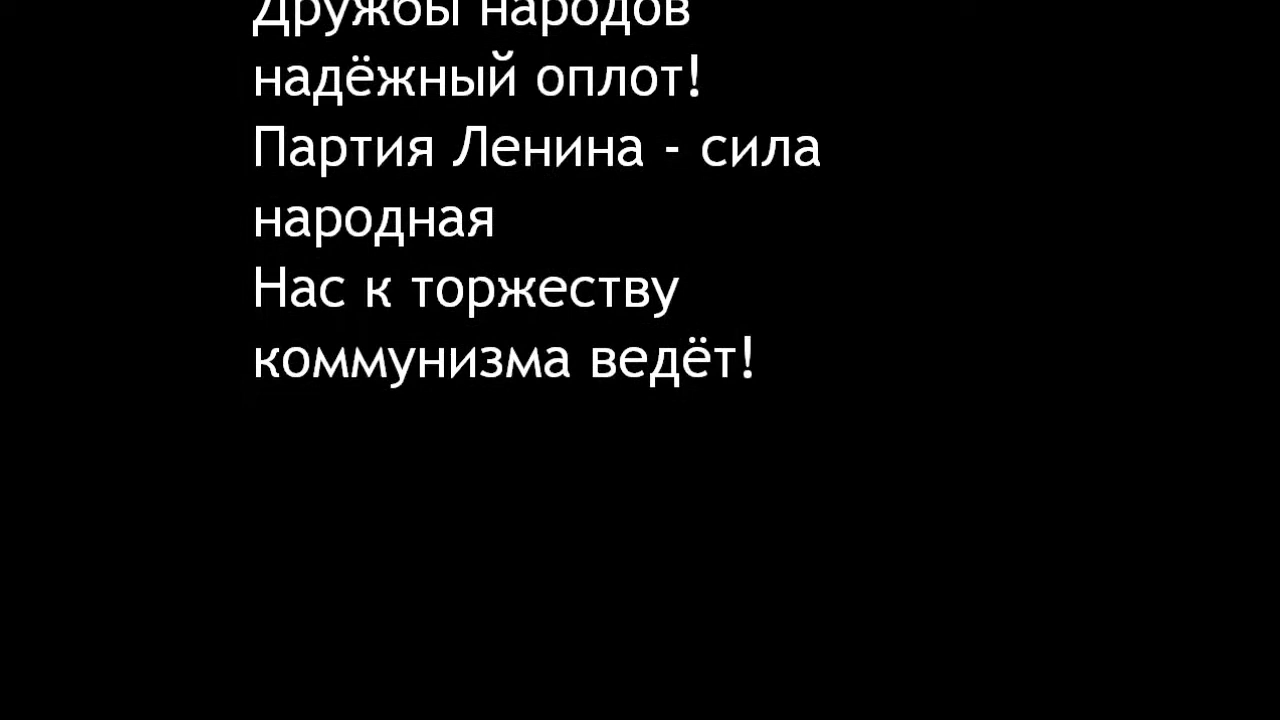 Дружбы народов
надёжный оплот!
Партия Ленина - сила
народная
Нас к торжеству
коммунизма ведёт!